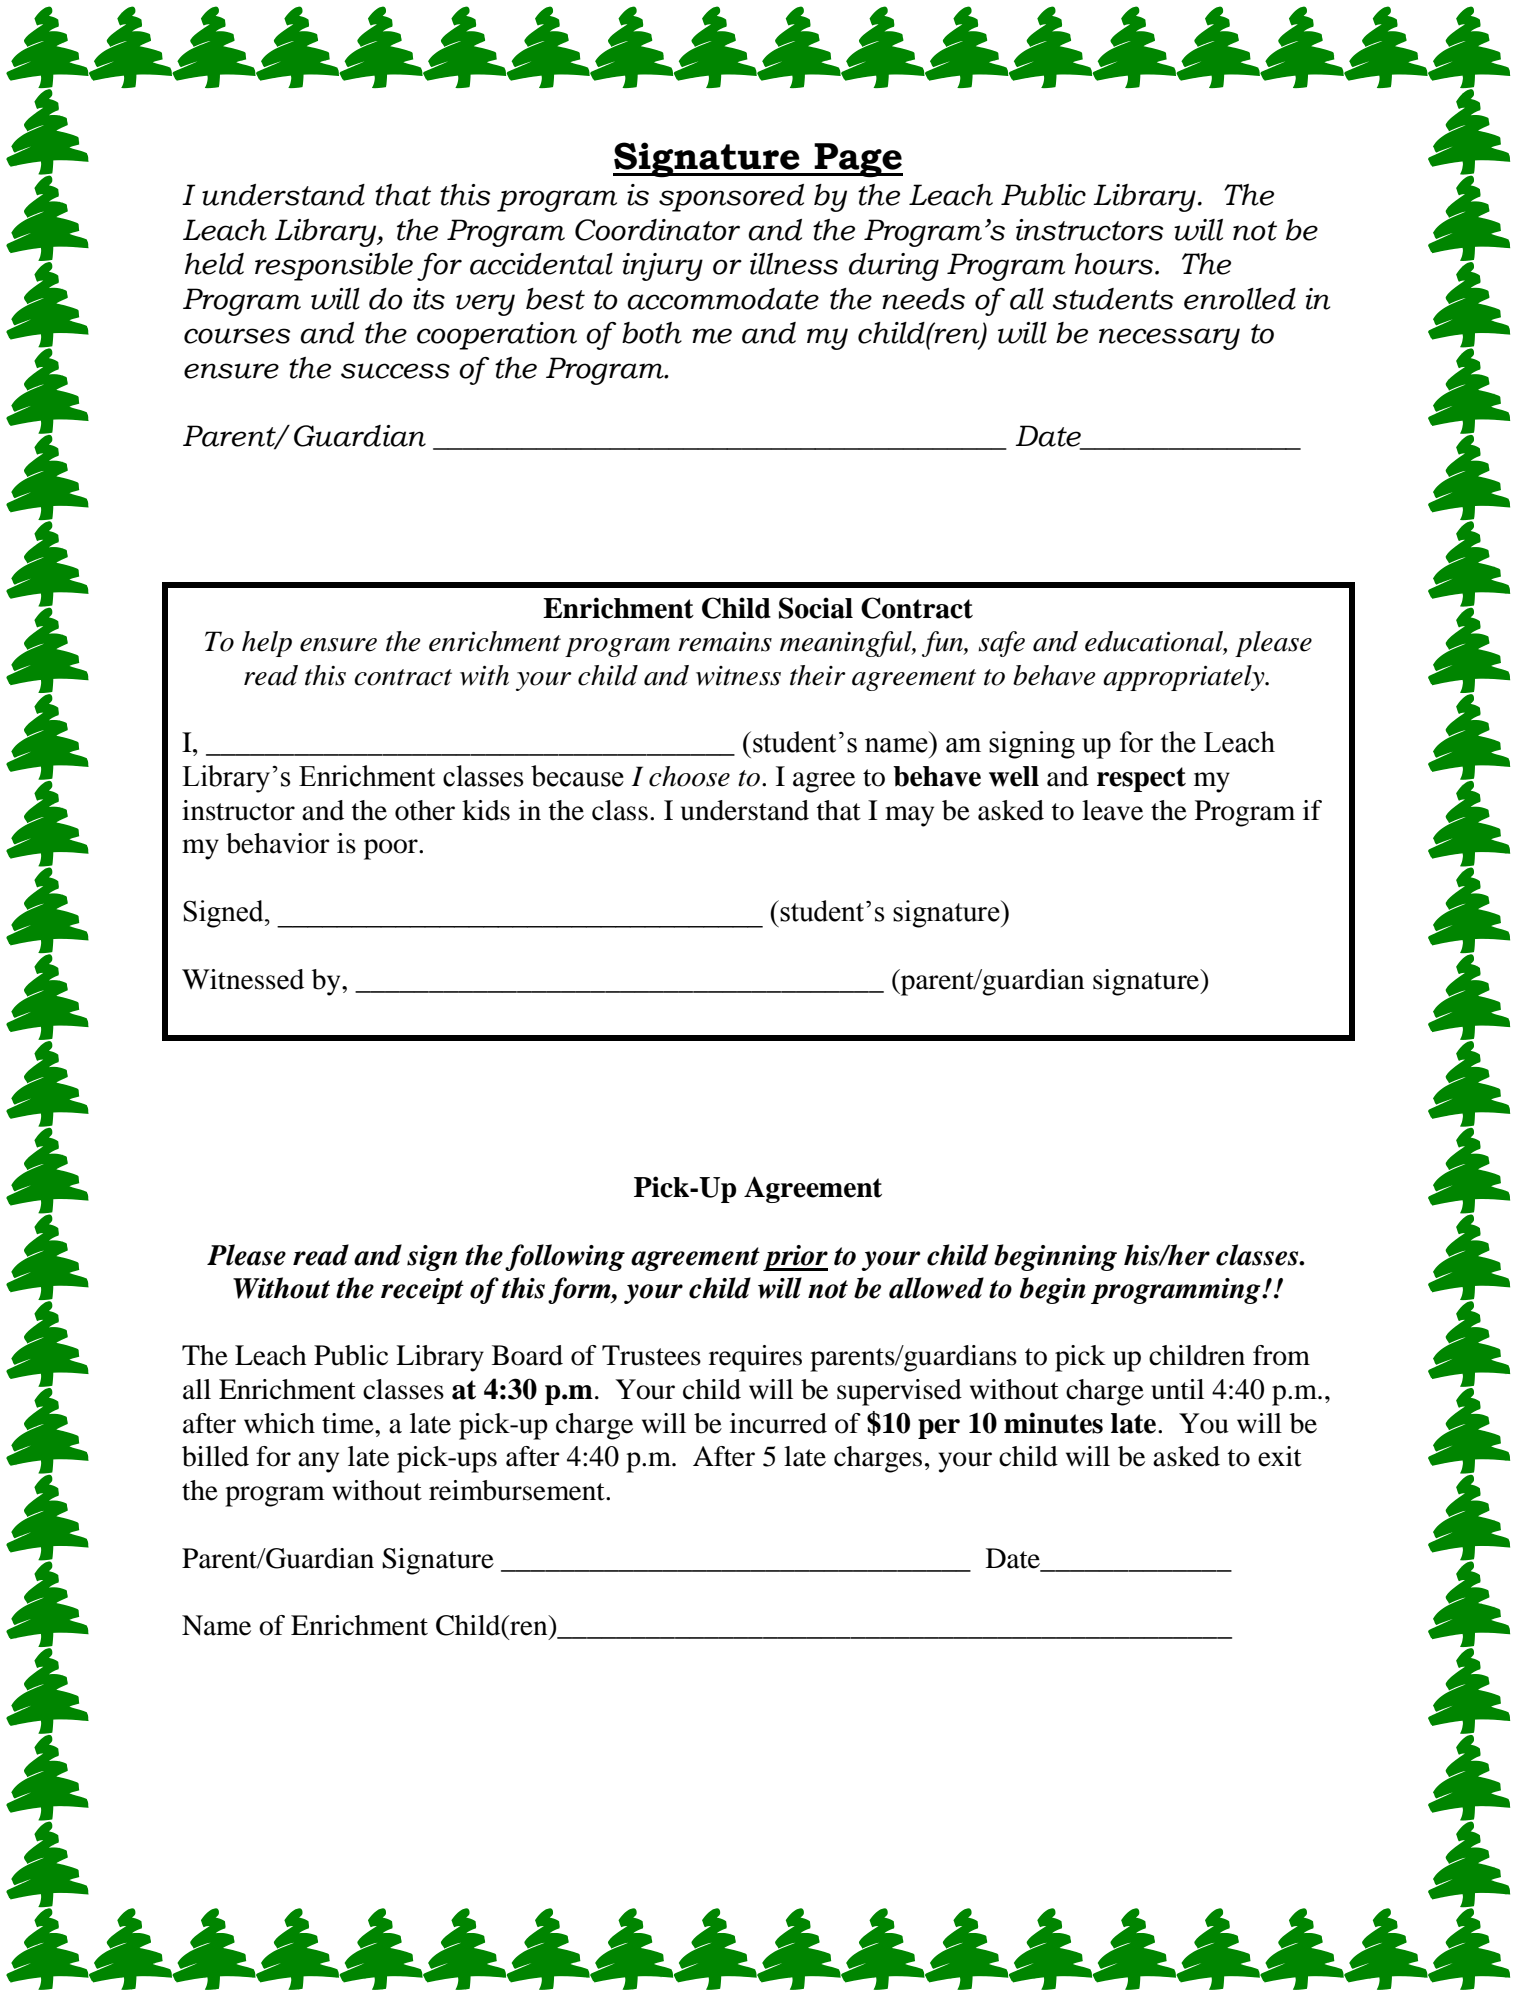 Signature Page
I understand that this program is sponsored by the Leach Public Library.  The
Leach Library, the Program Coordinator and the Program’s instructors will not be
held responsible for accidental injury or illness during Program hours.  The
Program will do its very best to accommodate the needs of all students enrolled in
courses and the cooperation of both me and my child(ren) will be necessary to
ensure the success of the Program.
Parent/Guardian _______________________________________ Date_______________
Enrichment Child Social Contract
To help ensure the enrichment program remains meaningful, fun, safe and educational, please
read this contract with your child and witness their agreement to behave appropriately.
I, ____________________________________ (student’s name) am signing up for the Leach
Library’s Enrichment classes because I choose to. I agree to behave well and respect my
instructor and the other kids in the class. I understand that I may be asked to leave the Program if
my behavior is poor.
Signed, _________________________________ (student’s signature)
Witnessed by, ____________________________________ (parent/guardian signature)
Pick-Up Agreement
Please read and sign the following agreement prior to your child beginning his/her classes.
Without the receipt of this form, your child will not be allowed to begin programming!!
The Leach Public Library Board of Trustees requires parents/guardians to pick up children from
all Enrichment classes at 4:30 p.m.  Your child will be supervised without charge until 4:40 p.m.,
after which time, a late pick-up charge will be incurred of $10 per 10 minutes late.  You will be
billed for any late pick-ups after 4:40 p.m.  After 5 late charges, your child will be asked to exit
the program without reimbursement.
Parent/Guardian Signature ________________________________  Date_____________
Name of Enrichment Child(ren)______________________________________________